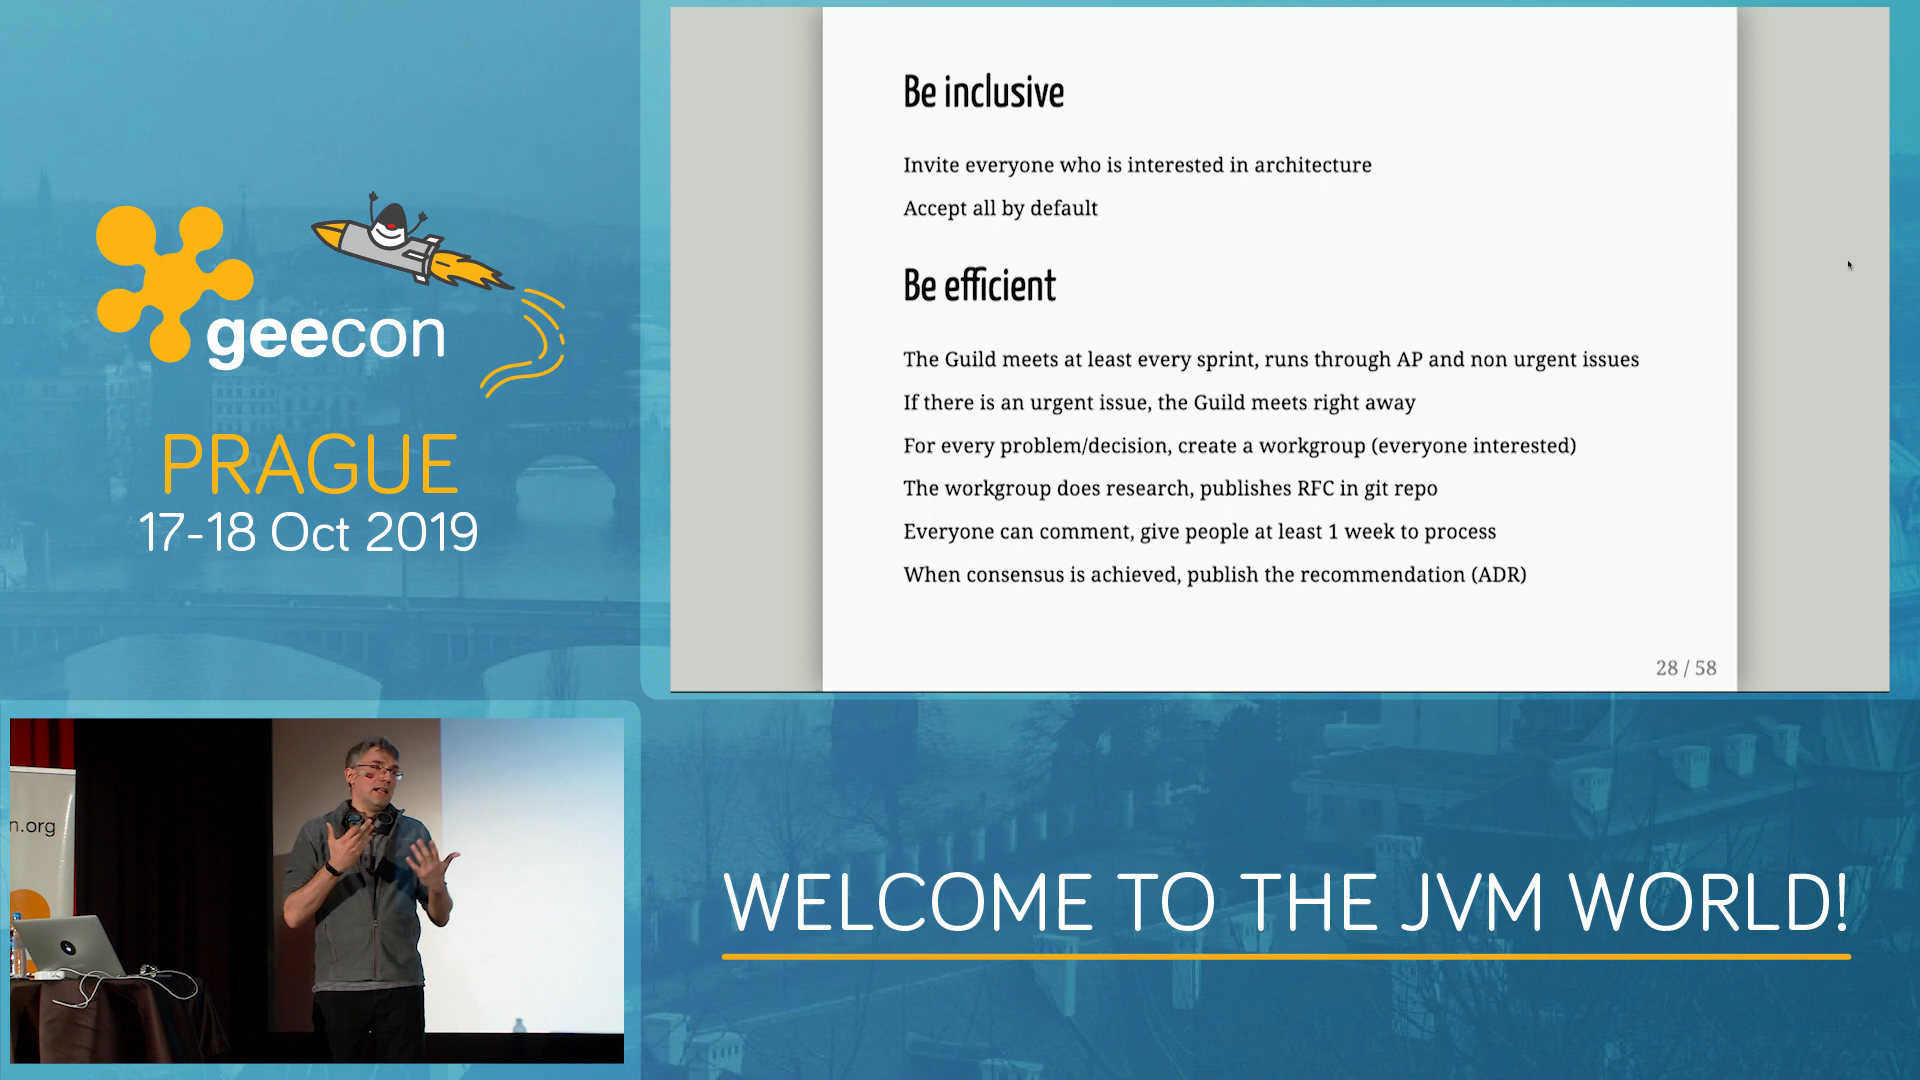 geecon
PRAGUE
17-18 Oct 2019
Be inclusive
Invite everyone who is interested in architecture
Accept all by default
Be efficient
The Guild meets at least every sprint, runs through AP and non urgent issues
If there is an urgent issue, the Guild meets right away
For every problem/decision, create a workgroup (everyone interested)
The workgroup does research, publishes RFC in git repo
Everyone can comment, give people at least 1 week to process
When consensus is achieved, publish the recommendation (ADR)
28 / 58
n.org
WELCOME TO THE JVM WORLD!